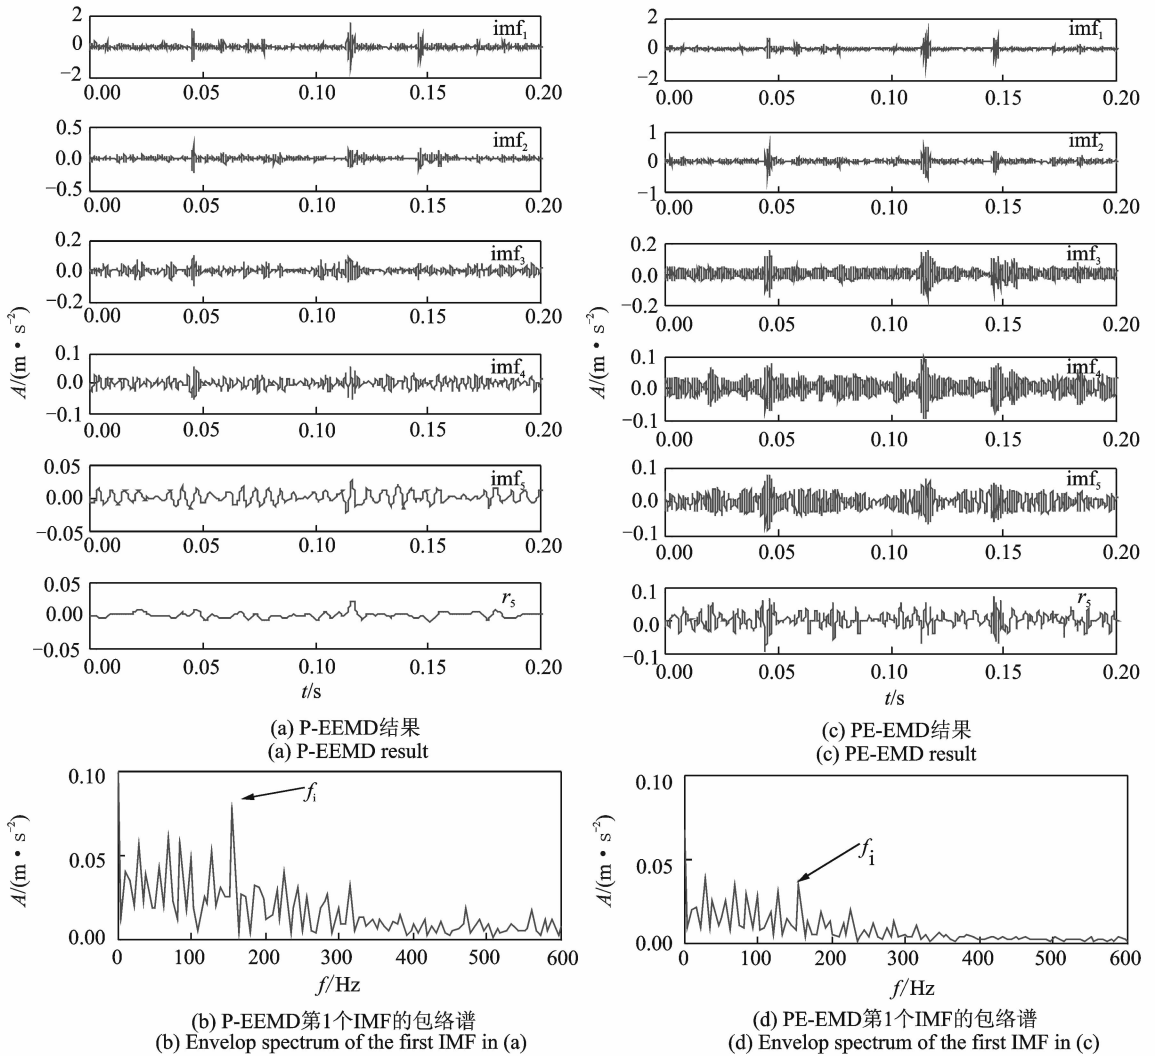 A/(m·s⁻²)
2
0
−2
imf₁
0.00 0.05 0.10 0.15 0.20
0.5
0.0
−0.5
imf₂
0.00 0.05 0.10 0.15 0.20
0.2
0.0
−0.2
imf₃
0.00 0.05 0.10 0.15 0.20
0.1
0.0
−0.1
imf₄
0.00 0.05 0.10 0.15 0.20
0.05
0.00
−0.05
imf₅
0.00 0.05 0.10 0.15 0.20
0.05
0.00
−0.05
r₅
0.00 0.05 0.10 0.15 0.20
t/s
(a) P-EEMD结果
(a) P-EEMD result
A/(m·s⁻²)
0.10
0.05
0.00
fᵢ
0 100 200 300 400 500 600
f/Hz
(b) P-EEMD第1个IMF的包络谱
(b) Envelop spectrum of the first IMF in (a)
A/(m·s⁻²)
2
0
−2
imf₁
0.00 0.05 0.10 0.15 0.20
1
0
−1
imf₂
0.00 0.05 0.10 0.15 0.20
0.2
0.0
−0.2
imf₃
0.00 0.05 0.10 0.15 0.20
0.1
0.0
−0.1
imf₄
0.00 0.05 0.10 0.15 0.20
0.1
0.0
−0.1
imf₅
0.00 0.05 0.10 0.15 0.20
0.1
0.0
−0.1
r₅
0.00 0.05 0.10 0.15 0.20
t/s
(c) PE-EMD结果
(c) PE-EMD result
A/(m·s⁻²)
0.10
0.05
0.00
fᵢ
0 100 200 300 400 500 600
f/Hz
(d) PE-EMD第1个IMF的包络谱
(d) Envelop spectrum of the first IMF in (c)